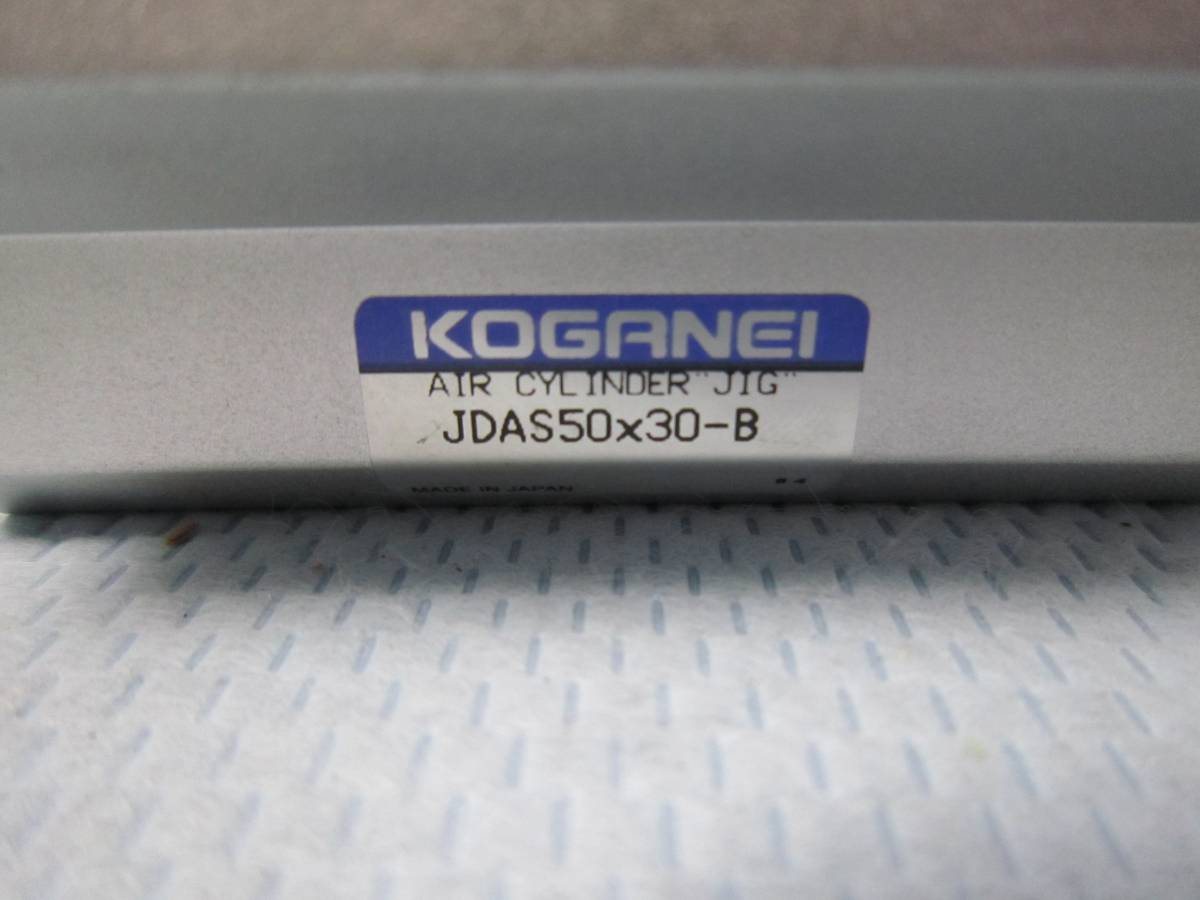 KOGANEI
AIR CYLINDER "JIG"
JDAS50x30-B
MADE IN JAPAN